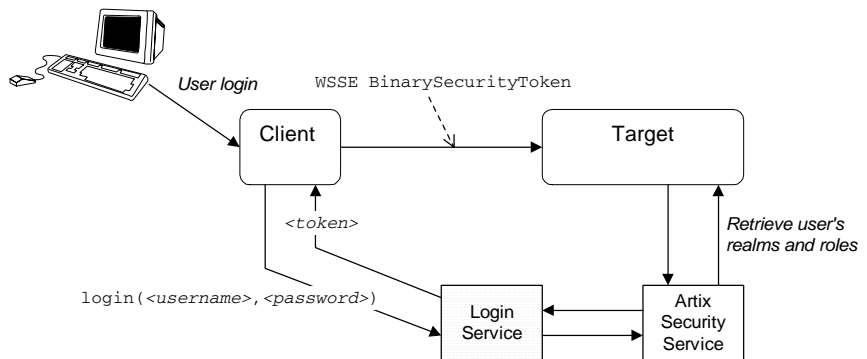 User login
WSSE BinarySecurityToken
Client
Target
<token>
Retrieve user's
realms and roles
login(<username>,<password>)
Login
Service
Artix
Security
Service